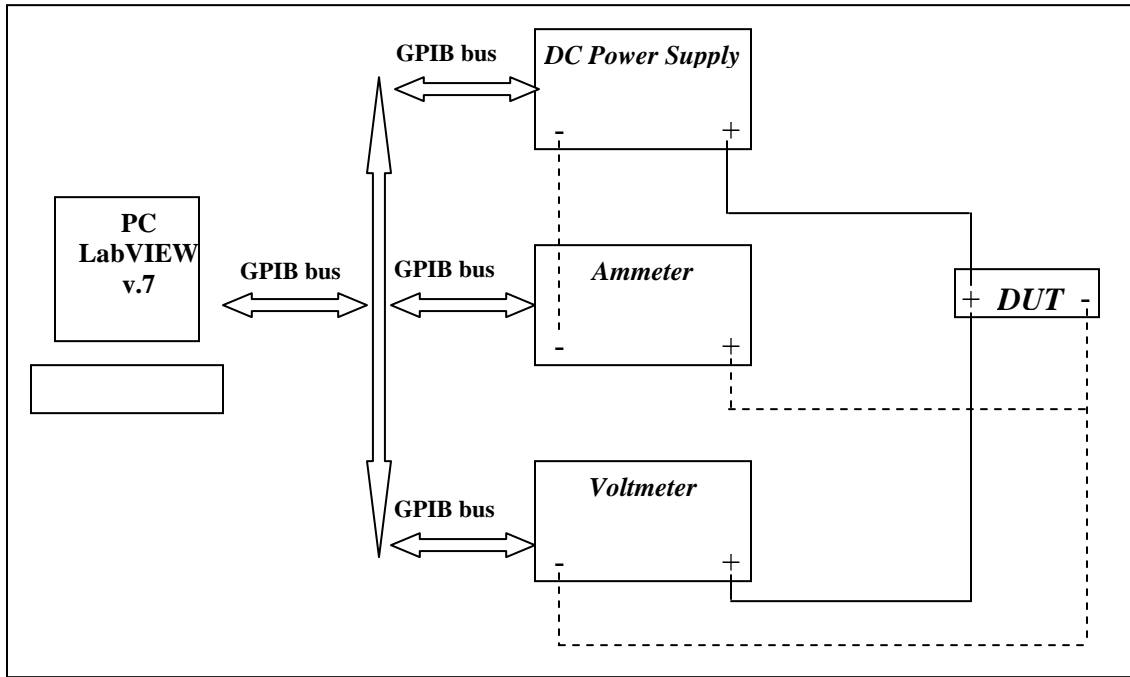 GPIB bus
DC Power Supply
- +
PC
LabVIEW
v.7
GPIB bus
GPIB bus
Ammeter
- +
+ DUT -
GPIB bus
Voltmeter
- +